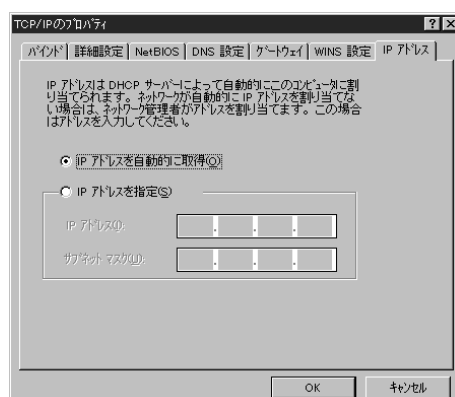 TCP/IPのプロパティ
バインド 詳細設定 NetBIOS DNS 設定 ゲートウェイ WINS 設定 IP アドレス
IP アドレスは DHCP サーバーによって自動的にこのコンピュータに割
り当てられます。ネットワークが自動的に IP アドレスを割り当てな
い場合は、ネットワーク管理者がアドレスを割り当てます。この場合
はアドレスを入力してください。
IP アドレスを自動的に取得(O)
IP アドレスを指定(S)
IP アドレス(I):
サブネット マスク(U):
OK キャンセル